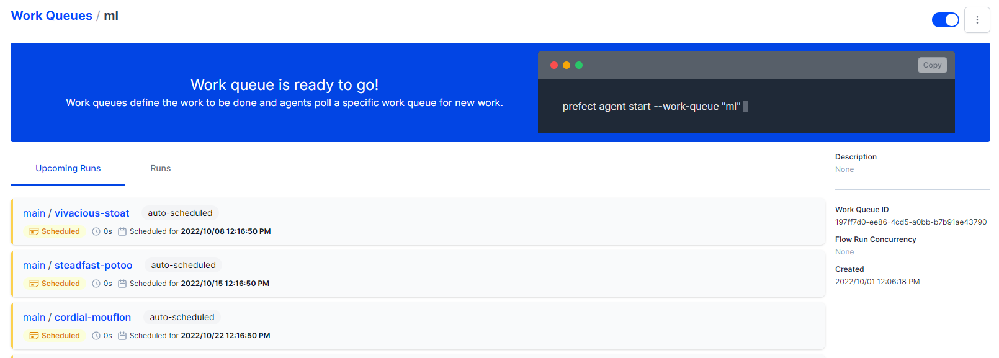 Work Queues / ml
Work queue is ready to go!
Work queues define the work to be done and agents poll a specific work queue for new work.
Copy
prefect agent start --work-queue "ml"
Upcoming Runs
Runs
main / vivacious-stoat auto-scheduled
Scheduled 0s Scheduled for 2022/10/08 12:16:50 PM
main / steadfast-potoo auto-scheduled
Scheduled 0s Scheduled for 2022/10/15 12:16:50 PM
main / cordial-mouflon auto-scheduled
Scheduled 0s Scheduled for 2022/10/22 12:16:50 PM
Description
None
Work Queue ID
197ff7d0-ee86-4cd5-a0bb-b7b91ae43790
Flow Run Concurrency
None
Created
2022/10/01 12:06:18 PM